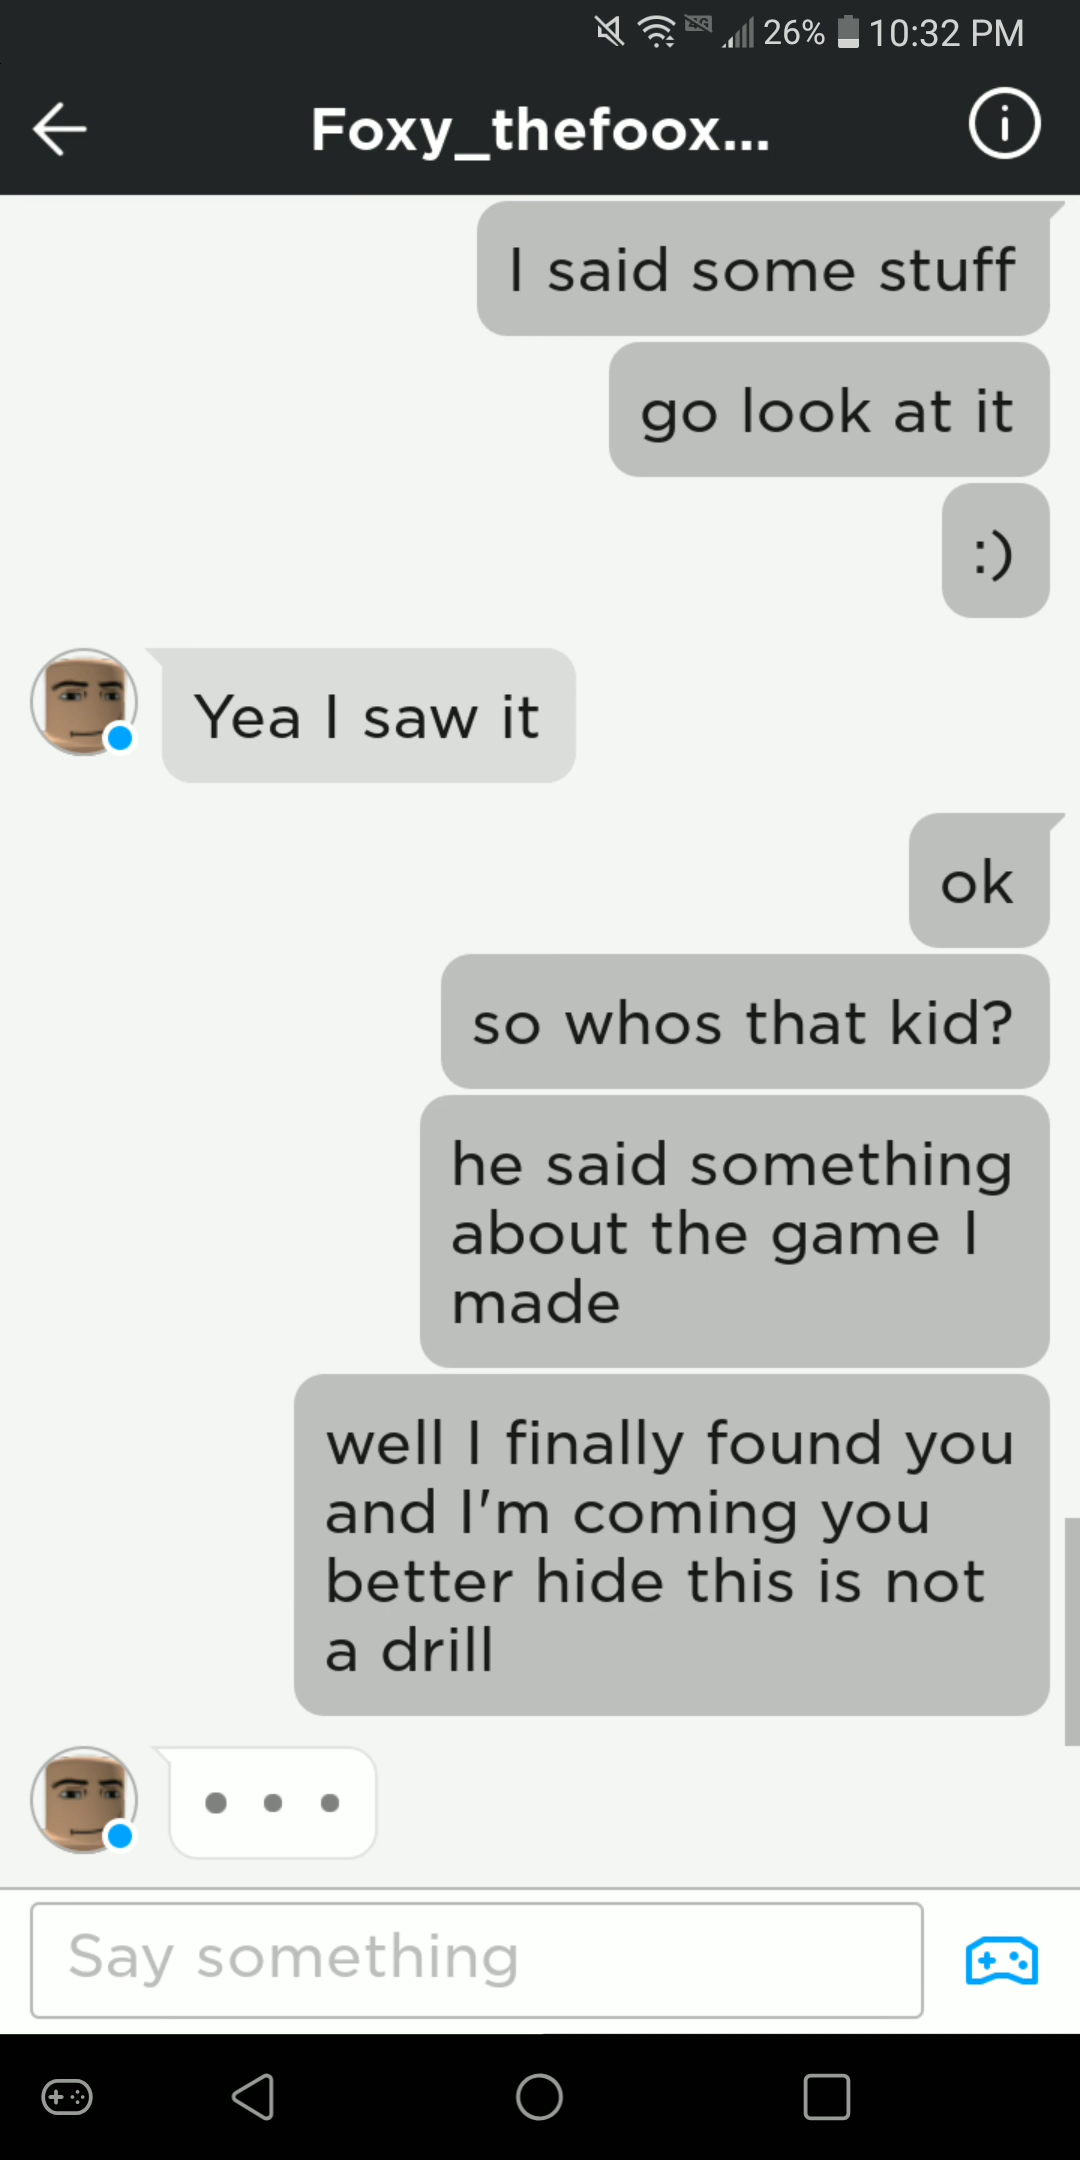 26% 10:32 PM
Foxy_thefoox...
I said some stuff
go look at it
:)
Yea I saw it
ok
so whos that kid?
he said something
about the game I
made
well I finally found you
and I'm coming you
better hide this is not
a drill
Say something